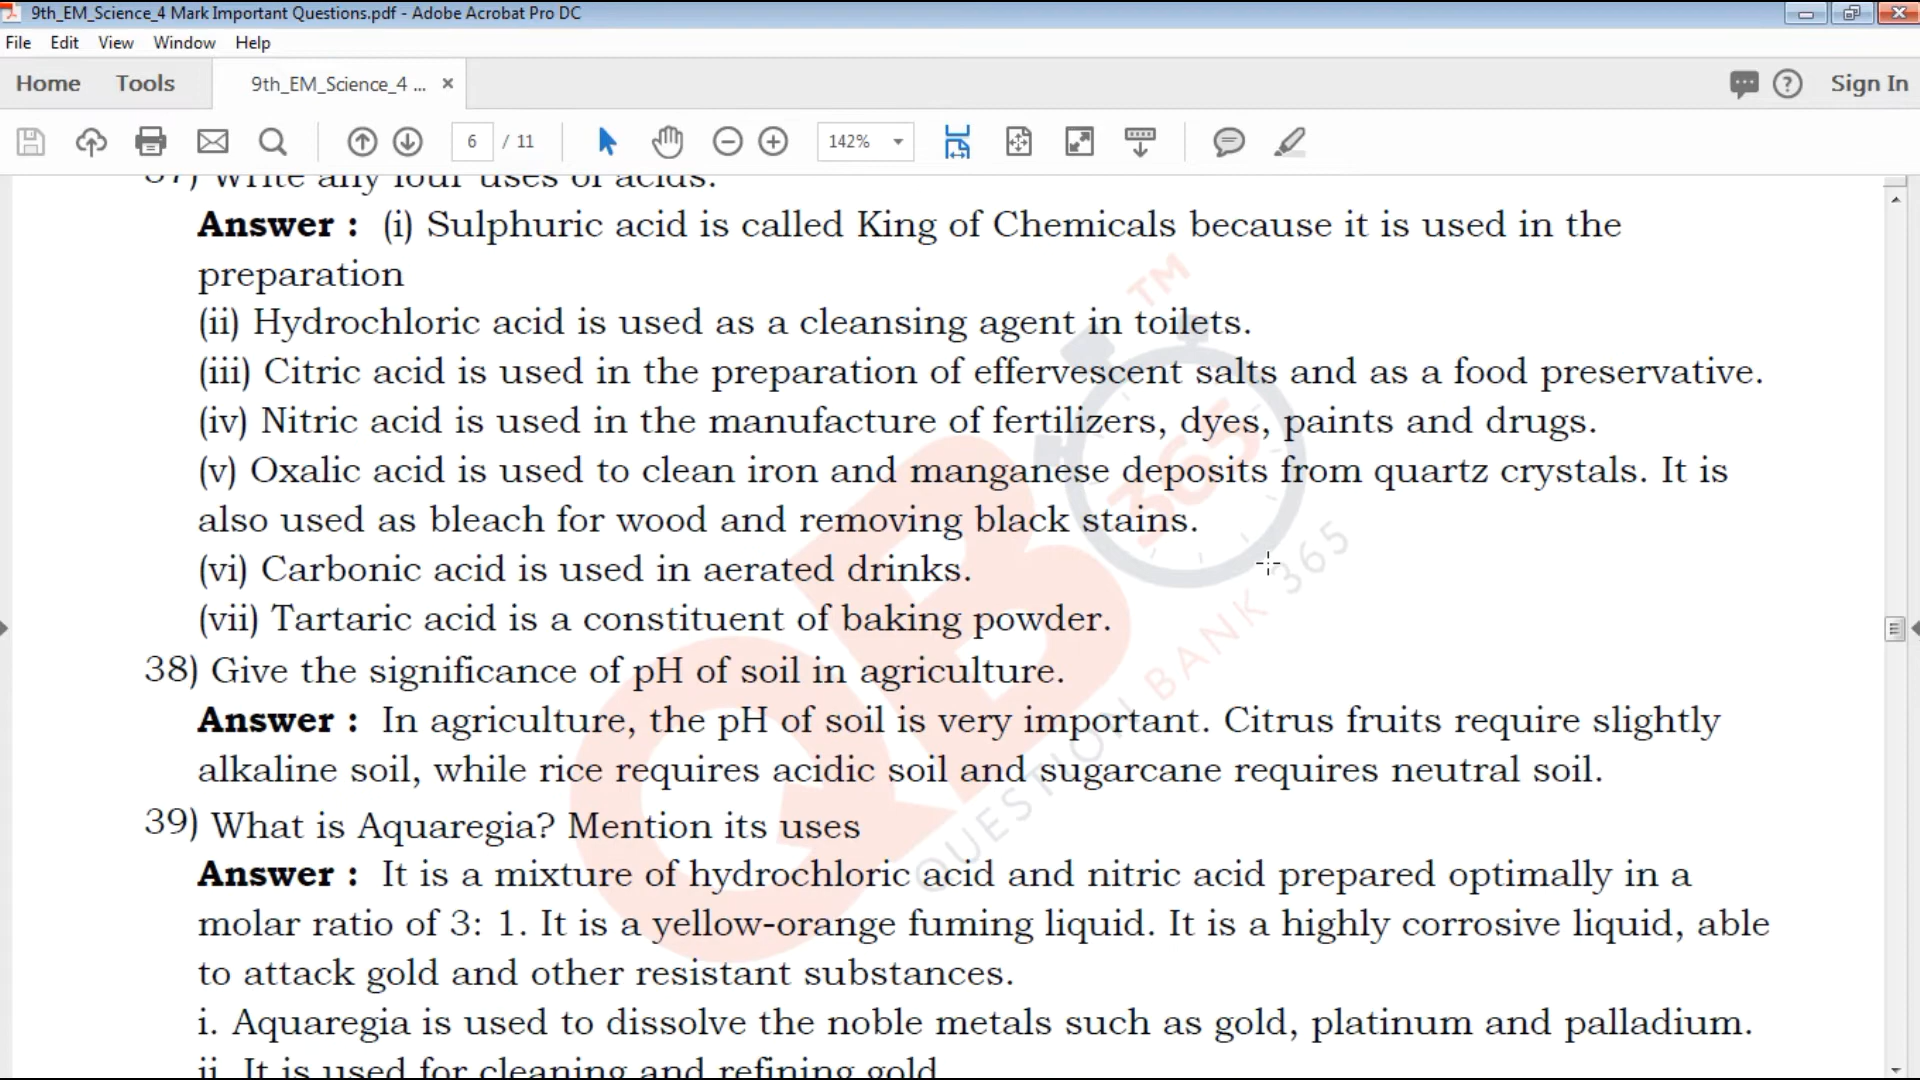 9th_EM_Science_4 Mark Important Questions.pdf - Adobe Acrobat Pro DC
File Edit View Window Help
Home Tools 9th_EM_Science_4 ... × Sign In
6 / 11 142%
37) Write any four uses of acids.
Answer : (i) Sulphuric acid is called King of Chemicals because it is used in the
preparation
(ii) Hydrochloric acid is used as a cleansing agent in toilets.
(iii) Citric acid is used in the preparation of effervescent salts and as a food preservative.
(iv) Nitric acid is used in the manufacture of fertilizers, dyes, paints and drugs.
(v) Oxalic acid is used to clean iron and manganese deposits from quartz crystals. It is
also used as bleach for wood and removing black stains.
(vi) Carbonic acid is used in aerated drinks.
(vii) Tartaric acid is a constituent of baking powder.
38) Give the significance of pH of soil in agriculture.
Answer : In agriculture, the pH of soil is very important. Citrus fruits require slightly
alkaline soil, while rice requires acidic soil and sugarcane requires neutral soil.
39) What is Aquaregia? Mention its uses
Answer : It is a mixture of hydrochloric acid and nitric acid prepared optimally in a
molar ratio of 3: 1. It is a yellow-orange fuming liquid. It is a highly corrosive liquid, able
to attack gold and other resistant substances.
i. Aquaregia is used to dissolve the noble metals such as gold, platinum and palladium.
ii. It is used for cleaning and refining gold
QB
365
TM
QUESTION BANK 365